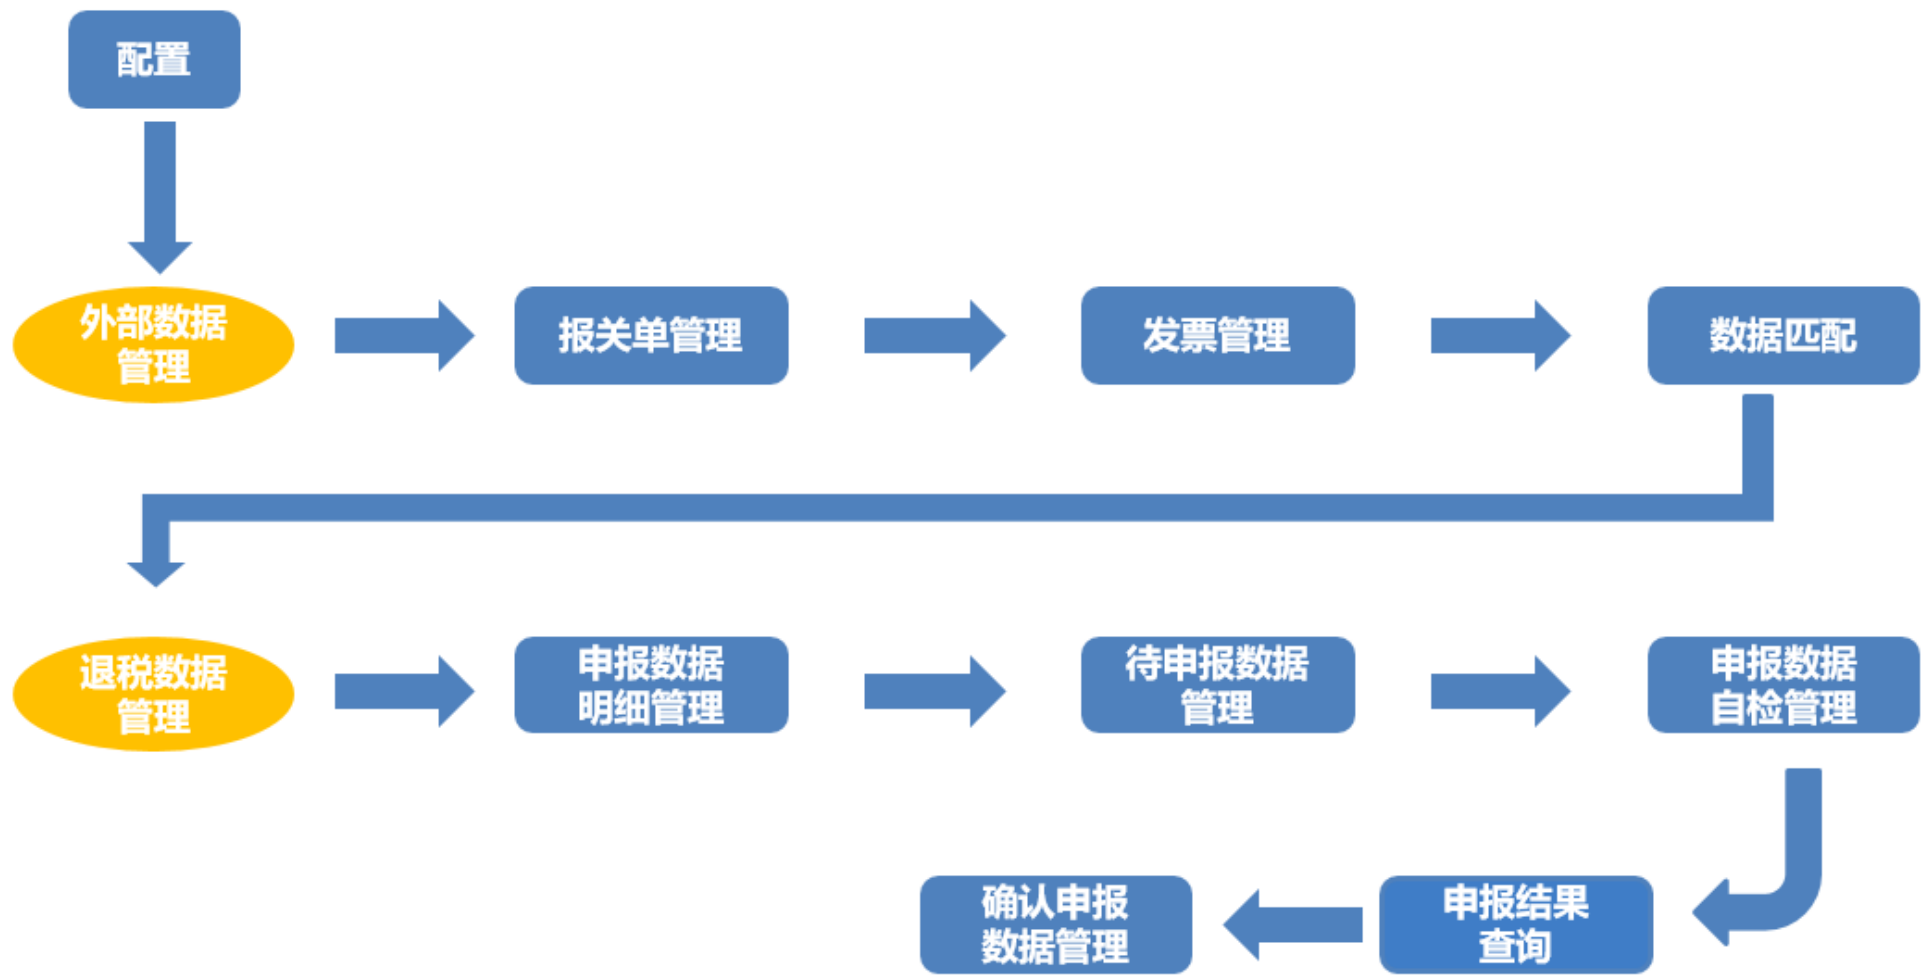 配置
外部数据
管理
报关单管理
发票管理
数据匹配
退税数据
管理
申报数据
明细管理
待申报数据
管理
申报数据
自检管理
申报结果
查询
确认申报
数据管理